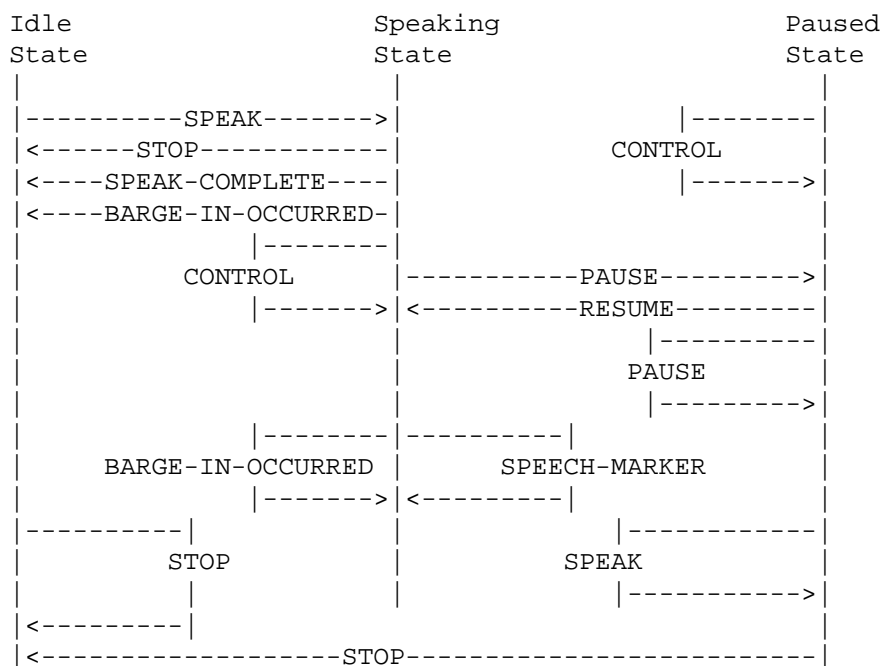 Idle Speaking Paused
State State State
SPEAK
STOP CONTROL
SPEAK-COMPLETE
BARGE-IN-OCCURRED
CONTROL PAUSE
RESUME
PAUSE
BARGE-IN-OCCURRED SPEECH-MARKER
STOP SPEAK
STOP